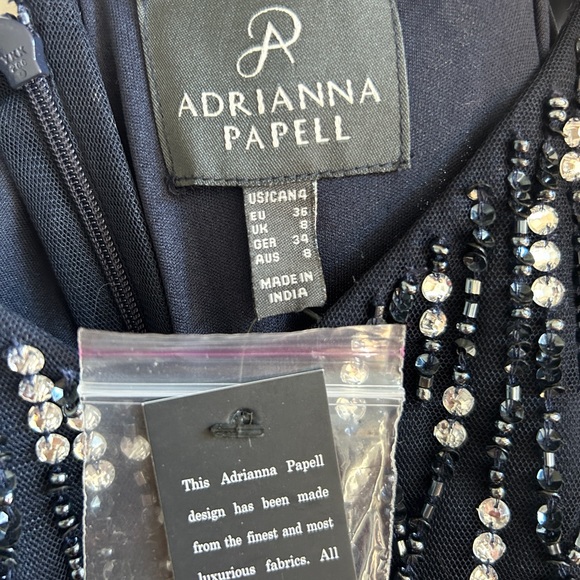 ADRIANNA
PAPELL
US/CAN 4
EU 36
UK 8
GER 34
AUS 8
MADE IN
INDIA
This Adrianna Papell
design has been made
from the finest and most
luxurious fabrics. All